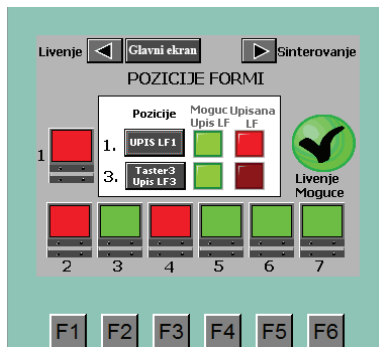 Livenje Glavni ekran Sinterovanje
POZICIJE FORMI
Pozicije Moguc Upis LF Upisana LF
1. UPIS LF1
3. Taster3 Upis LF3
1
Livenje
Moguce
2 3 4 5 6 7
F1 F2 F3 F4 F5 F6